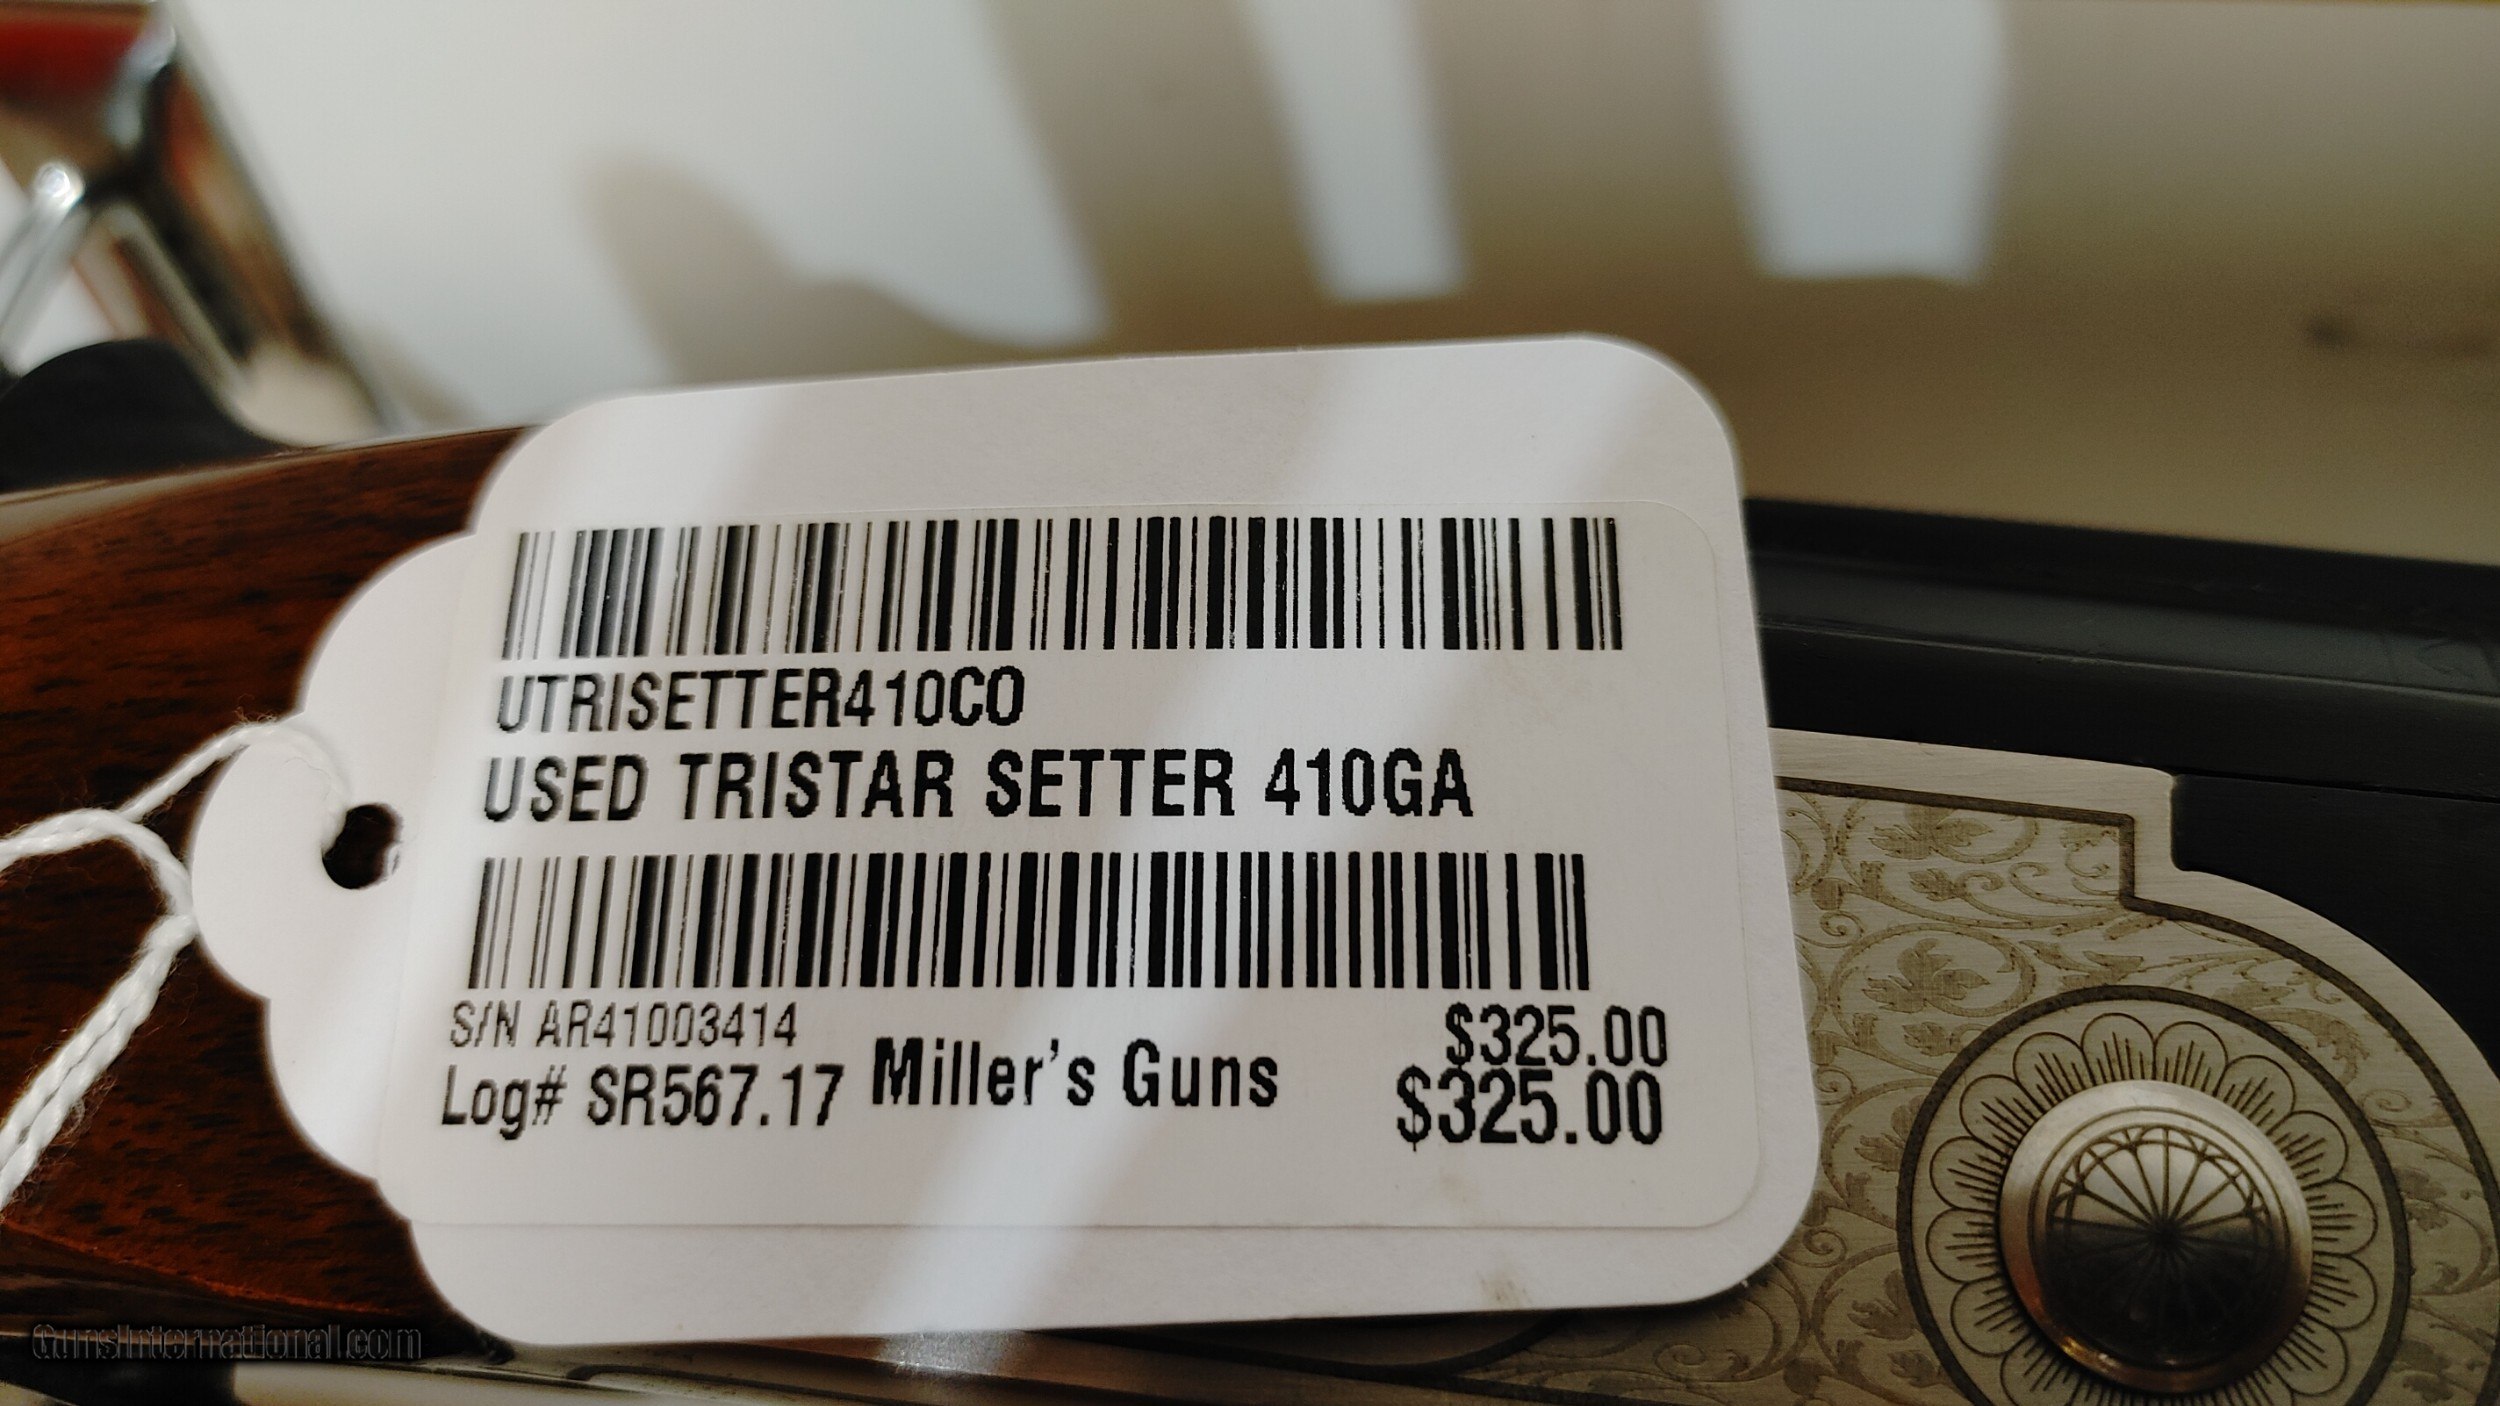 UTRISETTER410CO
USED TRISTAR SETTER 410GA
S/N AR41003414
$325.00
Log# SR567.17 Miller's Guns $325.00
GunsInternational.com